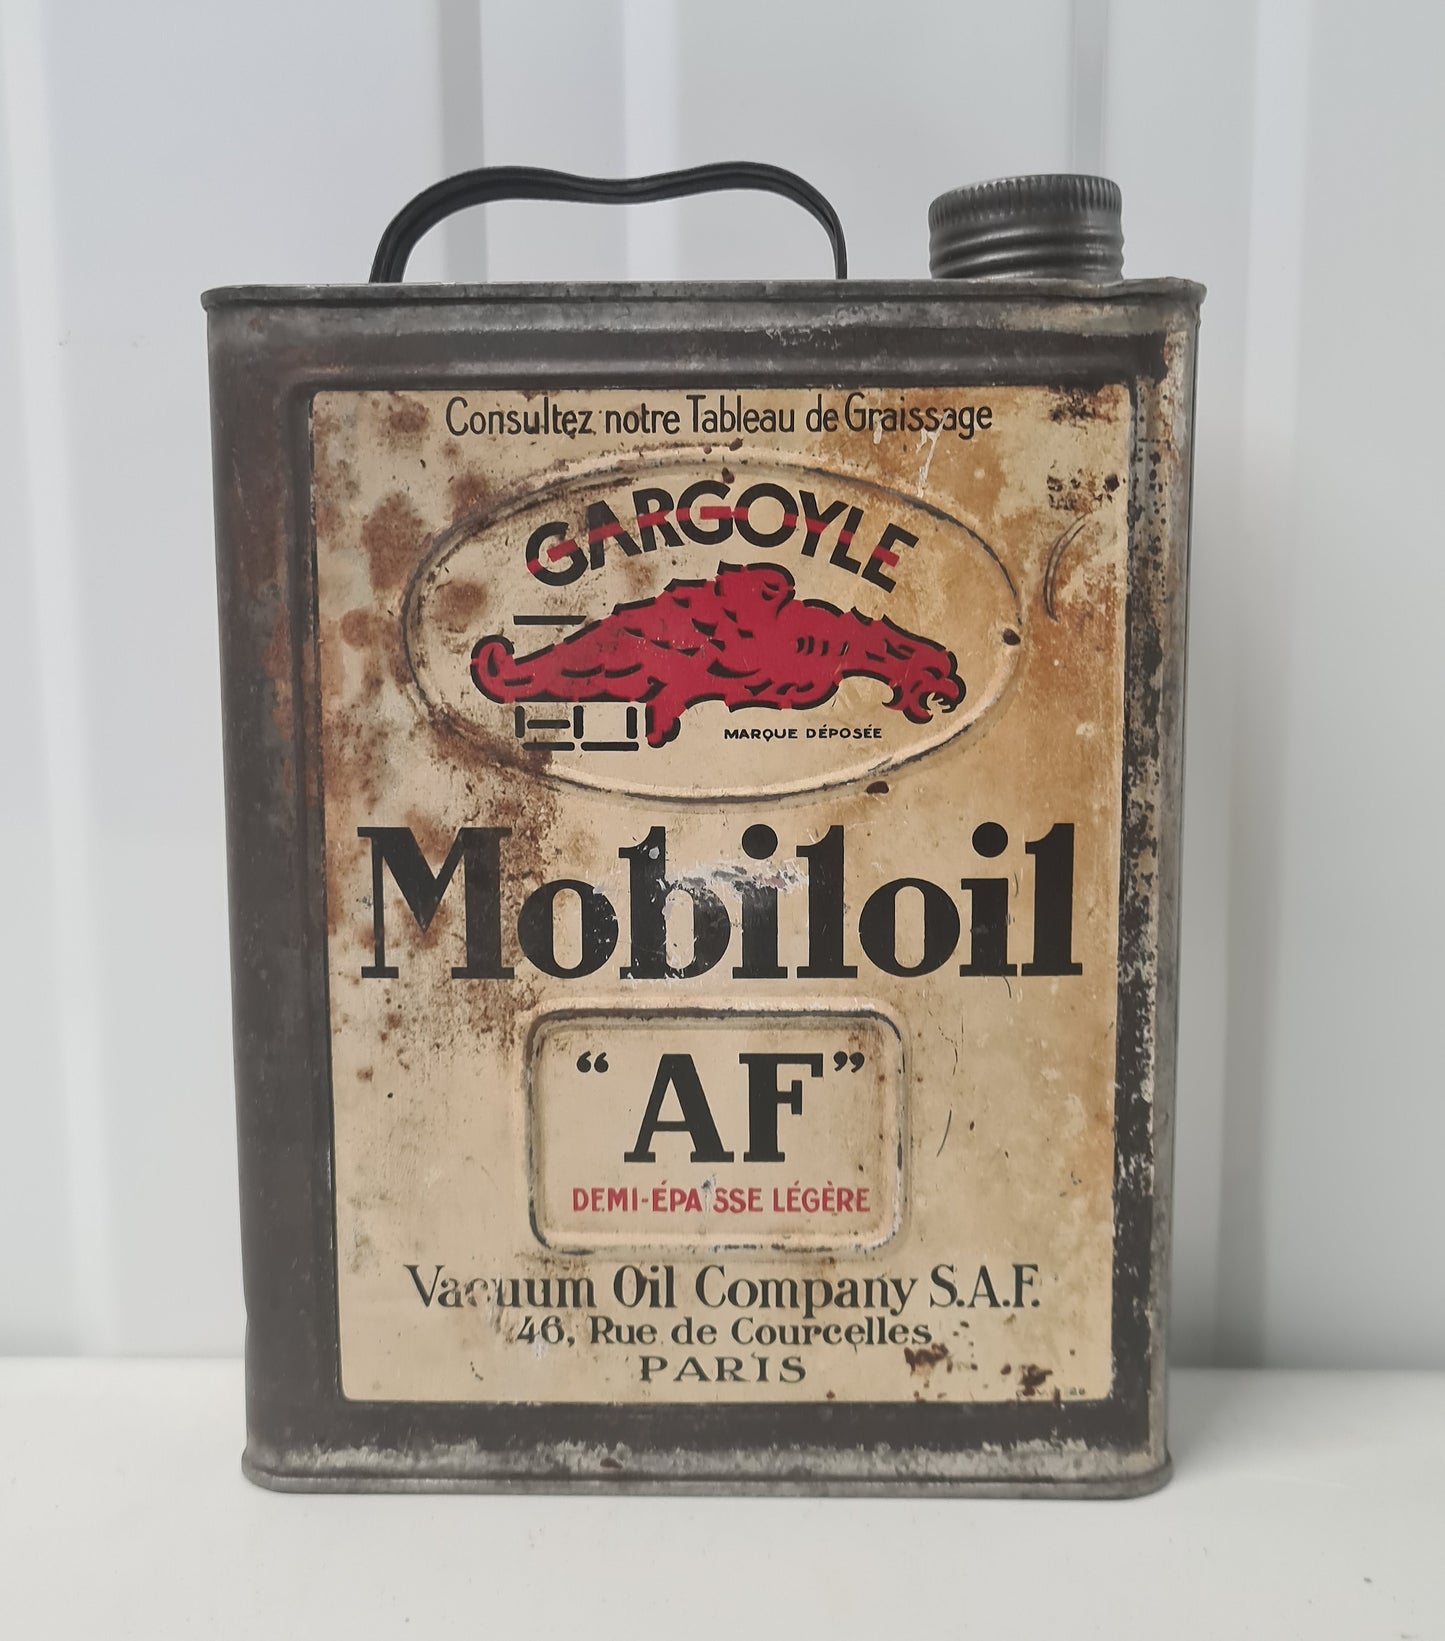 Consultez notre Tableau de Graissage
GARGOYLE
MARQUE DÉPOSÉE
Mobiloil
“AF”
DEMI-ÉPAISSE LÉGÈRE
Vacuum Oil Company S.A.F.
46, Rue de Courcelles
PARIS